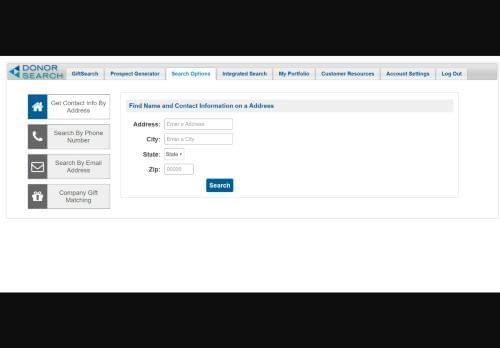 DONOR
SEARCH
GiftSearch Prospect Generator Search Options Integrated Search My Portfolio Customer Resources Account Settings Log Out
Get Contact Info By
Address
Search By Phone
Number
Search By Email
Address
Company Gift
Matching
Find Name and Contact Information on a Address
Address: Enter a Address
City: Enter a City
State: State
Zip: 00000
Search